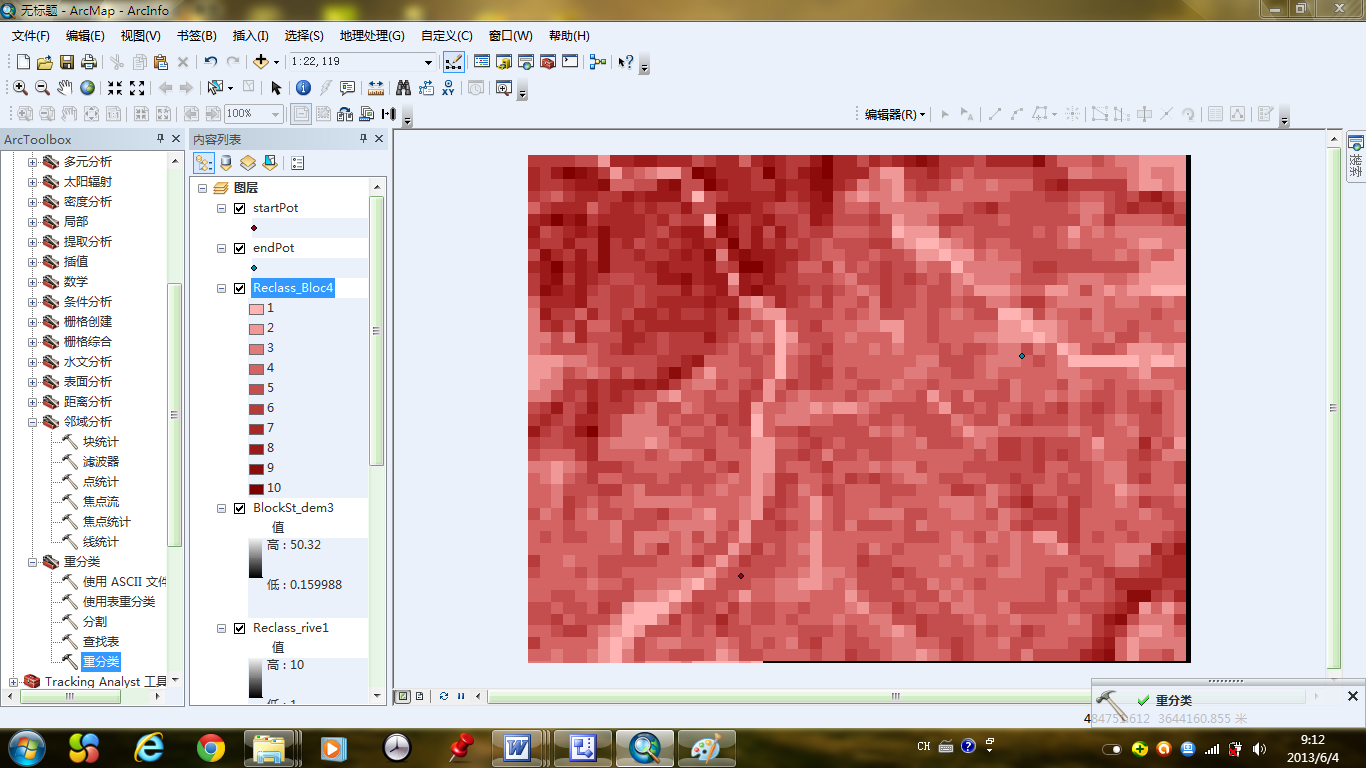 无标题 - ArcMap - ArcInfo
文件(F) 编辑(E) 视图(V) 书签(B) 插入(I) 选择(S) 地理处理(G) 自定义(C) 窗口(W) 帮助(H)
1:22,119
100%
编辑器(R)
ArcToolbox
多元分析
太阳辐射
密度分析
局部
提取分析
插值
数学
条件分析
栅格创建
栅格综合
水文分析
表面分析
距离分析
邻域分析
块统计
滤波器
点统计
焦点流
焦点统计
线统计
重分类
使用 ASCII 文件
使用表重分类
分割
查找表
重分类
Tracking Analyst 工具
内容列表
图层
startPot
endPot
Reclass_Bloc4
1
2
3
4
5
6
7
8
9
10
BlockSt_dem3
值
高 : 50.32
低 : 0.159988
Reclass_rive1
值
高 : 10
低 : 1
重分类
3644160.855 米
CH
9:12
2013/6/4